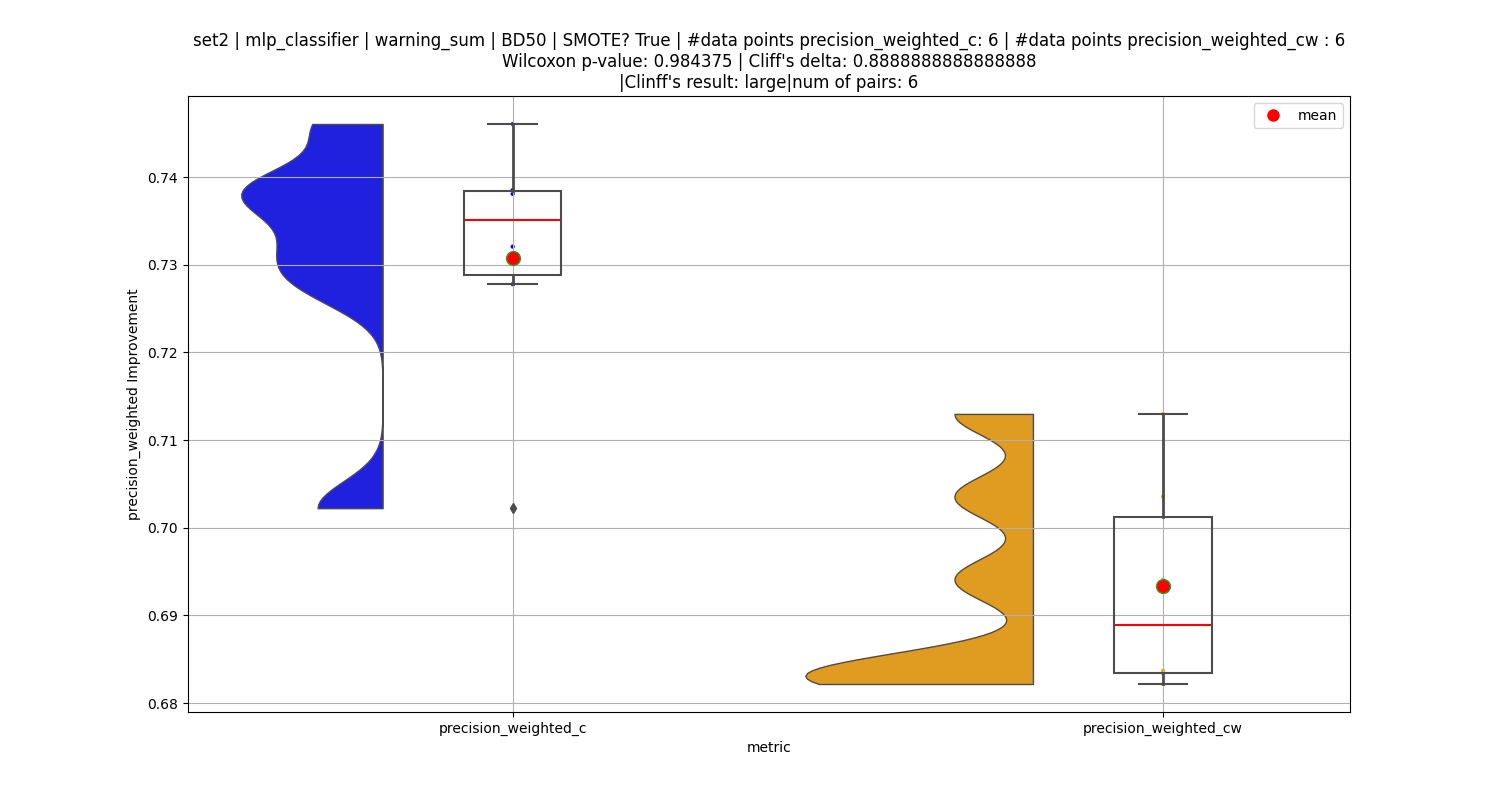 set2 | mlp_classifier | warning_sum | BD50 | SMOTE? True | #data points precision_weighted_c: 6 | #data points precision_weighted_cw : 6
Wilcoxon p-value: 0.984375 | Cliff's delta: 0.8888888888888888
|Clinff's result: large|num of pairs: 6
mean
precision_weighted Improvement
0.74
0.73
0.72
0.71
0.70
0.69
0.68
precision_weighted_c
precision_weighted_cw
metric